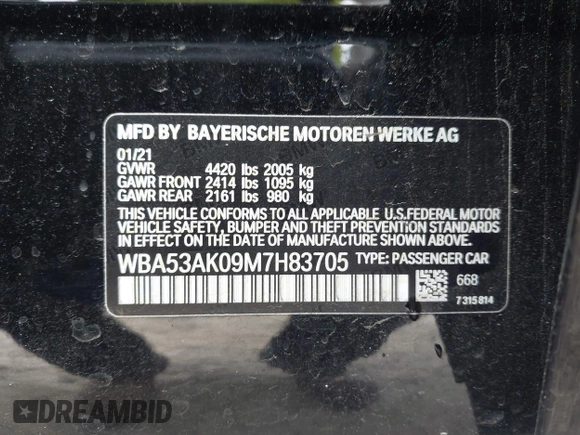 MFD BY BAYERISCHE MOTOREN WERKE AG
01/21
GVWR 4420 lbs 2005 kg
GAWR FRONT 2414 lbs 1095 kg
GAWR REAR 2161 lbs 980 kg
THIS VEHICLE CONFORMS TO ALL APPLICABLE U.S.FEDERAL MOTOR
VEHICLE SAFETY, BUMPER AND THEFT PREVENTION
STANDARDS IN EFFECT ON THE DATE OF MANUFACTURE SHOWN ABOVE.
WBA53AK09M7H83705 TYPE: PASSENGER CAR
668
7315814
DREAMBID